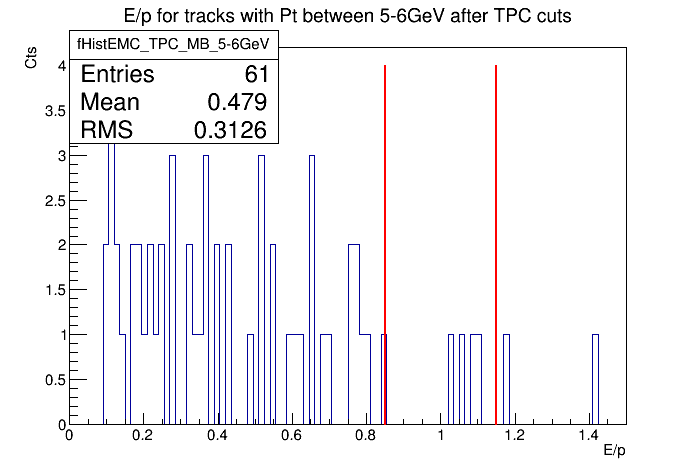 E/p for tracks with Pt between 5-6GeV after TPC cuts
fHistEMC_TPC_MB_5-6GeV
Entries 61
Mean 0.479
RMS 0.3126
Cts
4
3.5
3
2.5
2
1.5
1
0.5
0
0 0.2 0.4 0.6 0.8 1 1.2 1.4
E/p